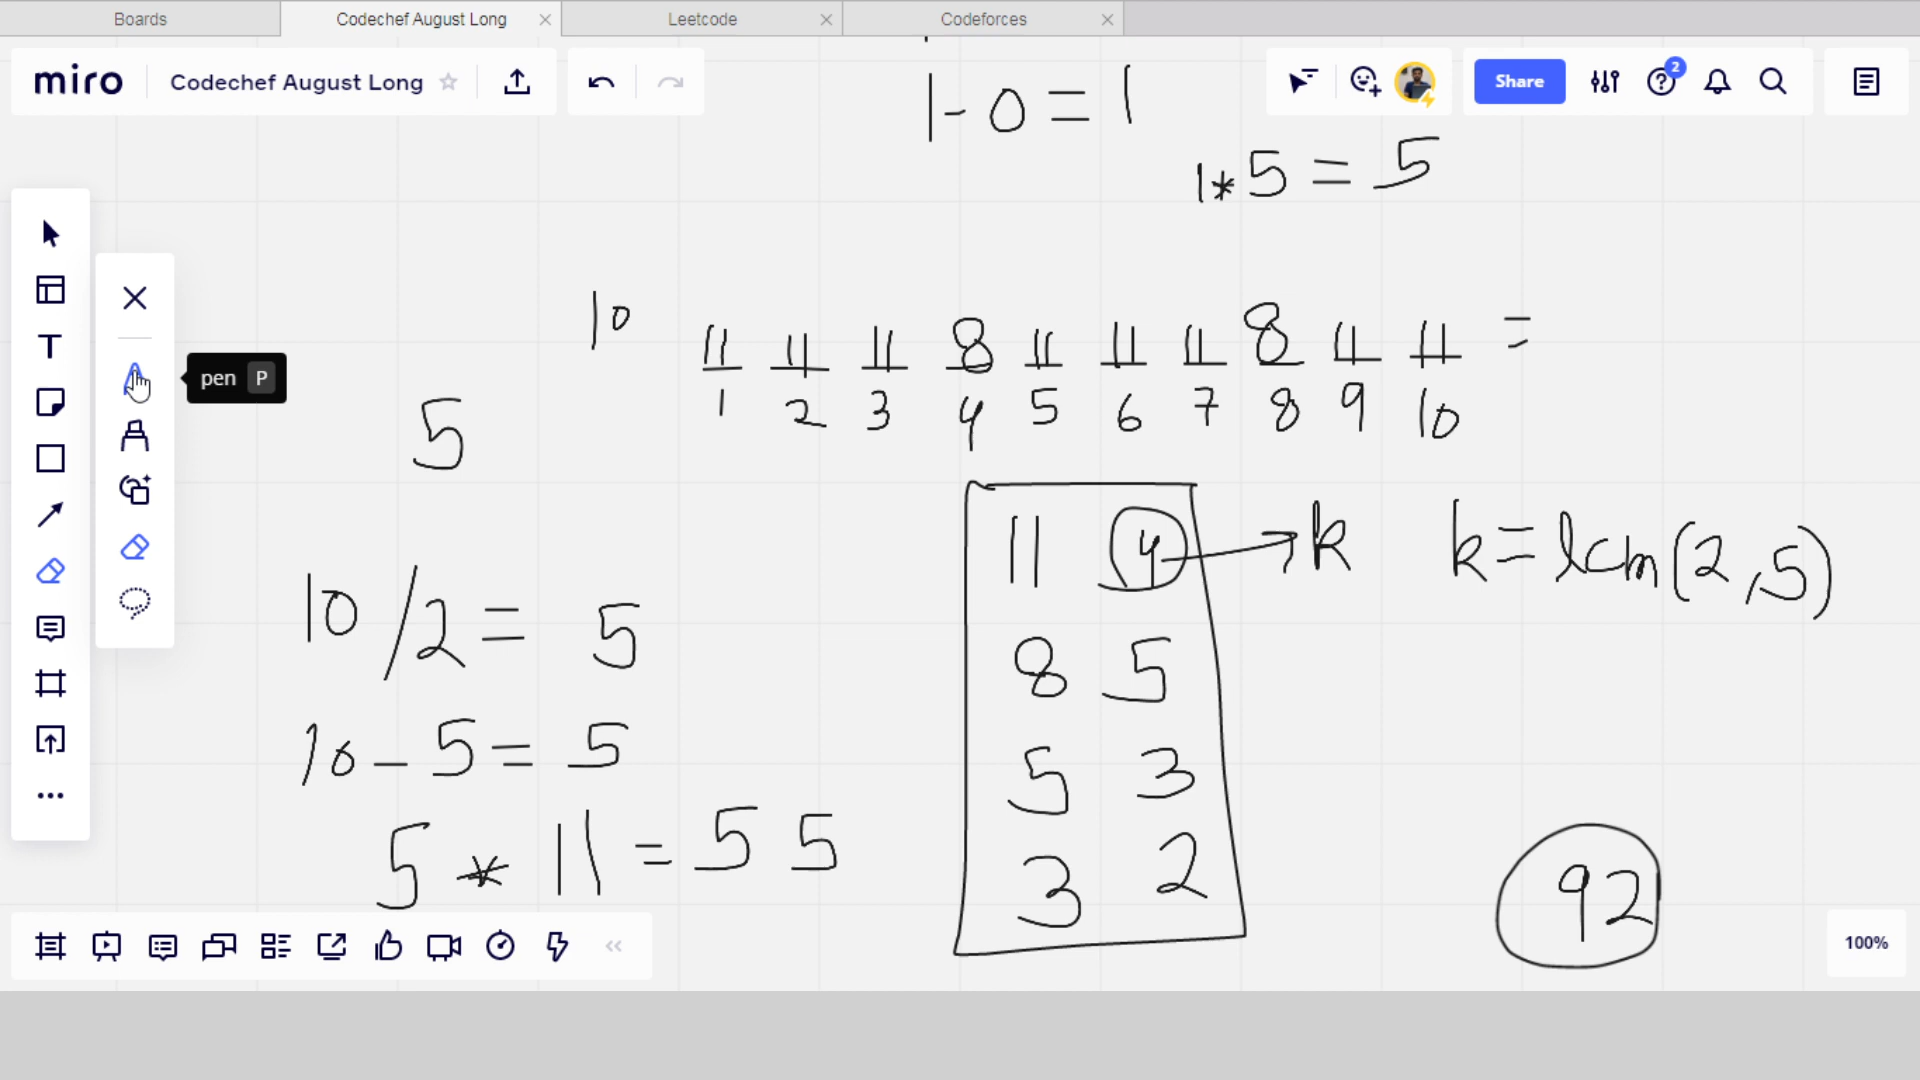 Boards Codechef August Long Leetcode Codeforces
miro Codechef August Long Share 2
1 - 0 = 1
1 * 5 = 5
10 11 11 11 8 11 11 11 8 11 11 =
1 2 3 4 5 6 7 8 9 10
pen P
5
11 4 → k k = lcm(2,5)
10 / 2 = 5
8 5
10 - 5 = 5
5 3
5 * 11 = 55
3 2
92
100%